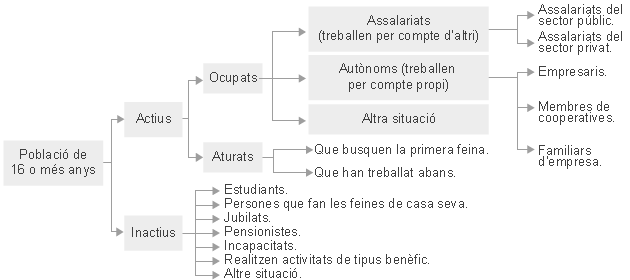 Població de
16 o més anys
Actius
Ocupats
Assalariats
(treballen per compte d'altri)
Assalariats del
sector públic.
Assalariats del
sector privat.
Autònoms (treballen
per compte propi)
Empresaris.
Membres de
cooperatives.
Familiars
d'empresa.
Altra situació
Aturats
Que busquen la primera feina.
Que han treballat abans.
Inactius
Estudiants.
Persones que fan les feines de casa seva.
Jubilats.
Pensionistes.
Incapacitats.
Realitzen activitats de tipus benèfic.
Altre situació.